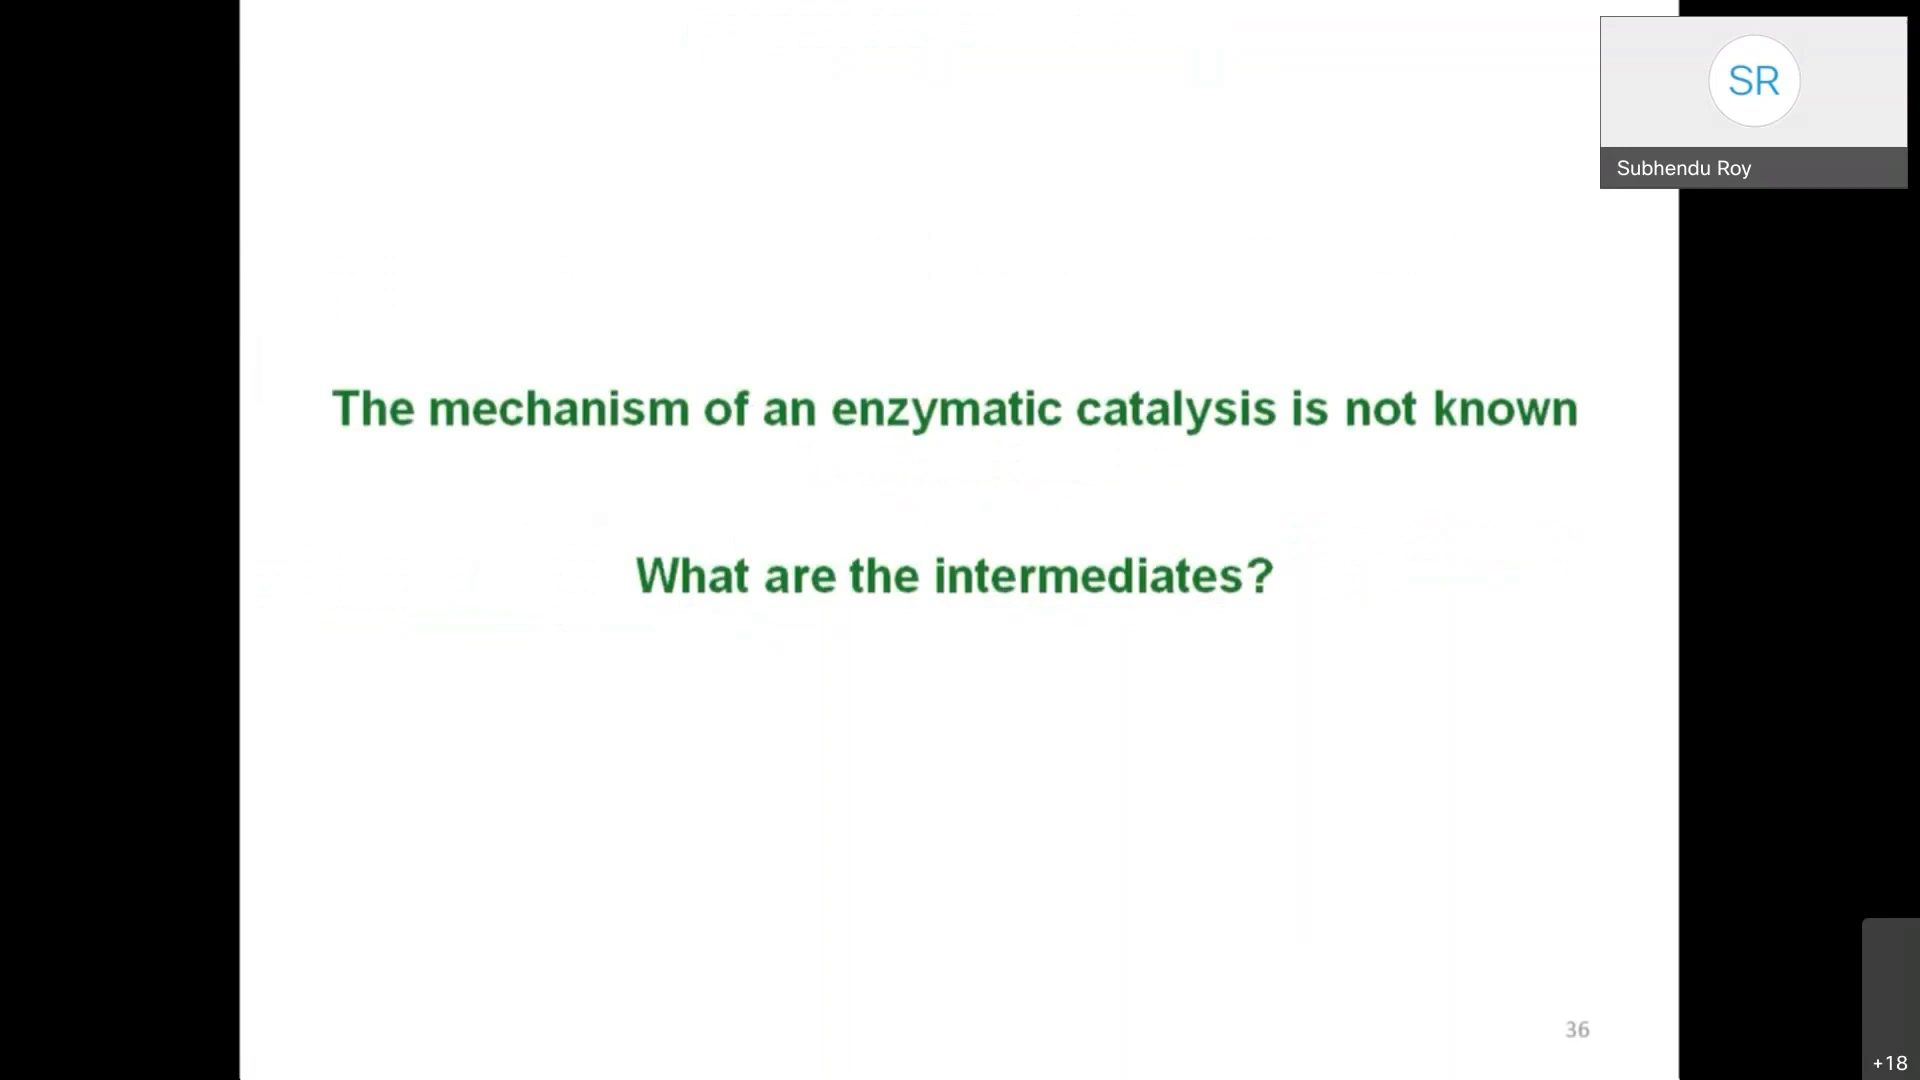 SR
Subhendu Roy
The mechanism of an enzymatic catalysis is not known
What are the intermediates?
36
+18